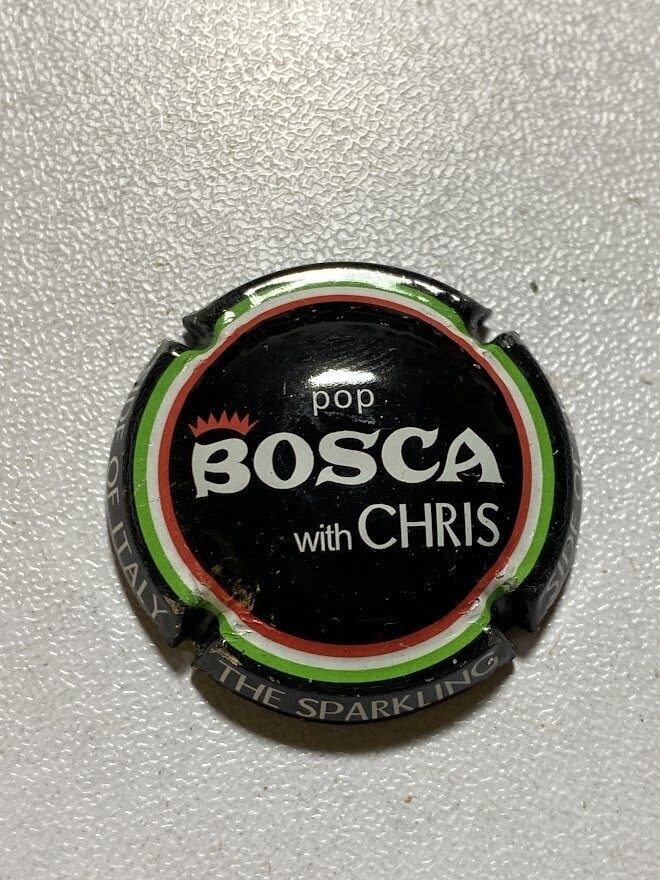 pop
BOSCA
with CHRIS
THE SPARKLING
OF ITALY